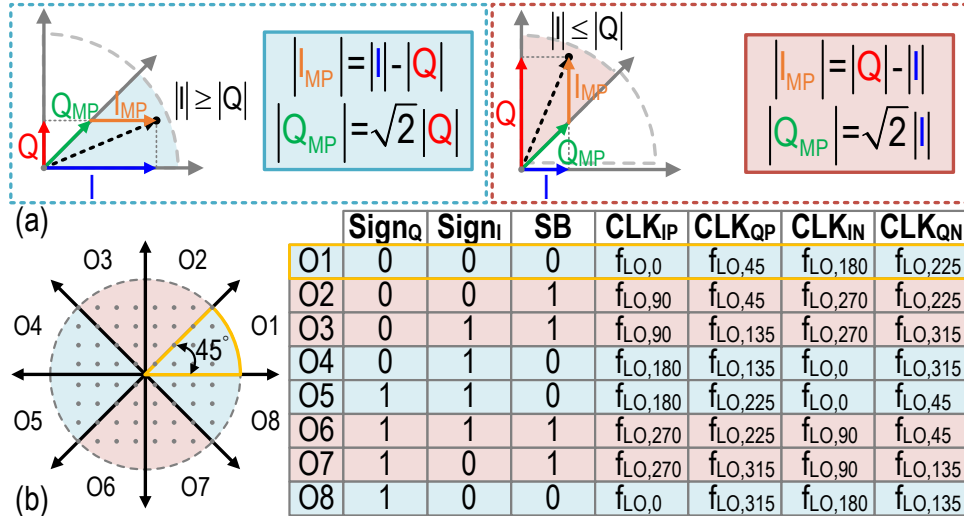 |I| ≥ |Q|
Q_MP
I_MP
Q
I
|I_MP| = |I| - |Q|
|Q_MP| = √2 |Q|
|I| ≤ |Q|
I_MP
Q
Q_MP
I
|I_MP| = |Q| - |I|
|Q_MP| = √2 |I|
(a)
O3
O2
O4
O1
45°
O5
O8
O6
O7
(b)
Sign_Q Sign_I SB CLK_IP CLK_QP CLK_IN CLK_QN
O1 0 0 0 f_LO,0 f_LO,45 f_LO,180 f_LO,225
O2 0 0 1 f_LO,90 f_LO,45 f_LO,270 f_LO,225
O3 0 1 1 f_LO,90 f_LO,135 f_LO,270 f_LO,315
O4 0 1 0 f_LO,180 f_LO,135 f_LO,0 f_LO,315
O5 1 1 0 f_LO,180 f_LO,225 f_LO,0 f_LO,45
O6 1 1 1 f_LO,270 f_LO,225 f_LO,90 f_LO,45
O7 1 0 1 f_LO,270 f_LO,315 f_LO,90 f_LO,135
O8 1 0 0 f_LO,0 f_LO,315 f_LO,180 f_LO,135